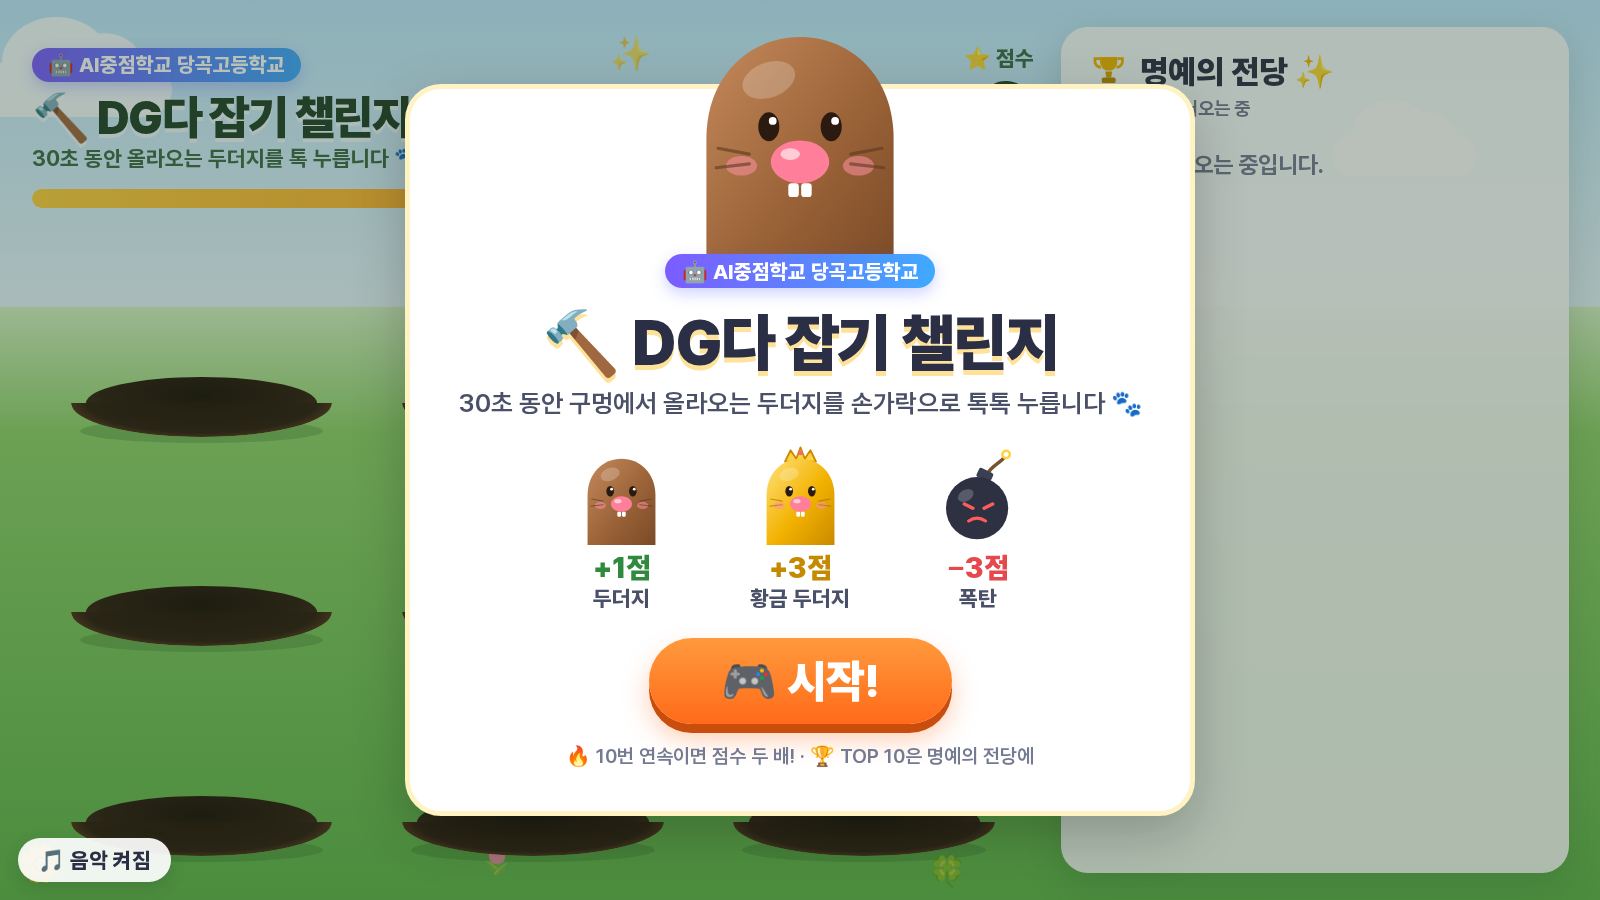 AI중점학교 당곡고등학교
DG다 잡기 챌린지
30초 동안 올라오는 두더지를 톡 누릅니다
점수
명예의 전당
오는 중
오는 중입니다.
AI중점학교 당곡고등학교
DG다 잡기 챌린지
30초 동안 구멍에서 올라오는 두더지를 손가락으로 톡톡 누릅니다
+1점
두더지
+3점
황금 두더지
−3점
폭탄
시작!
10번 연속이면 점수 두 배! · TOP 10은 명예의 전당에
음악 켜짐